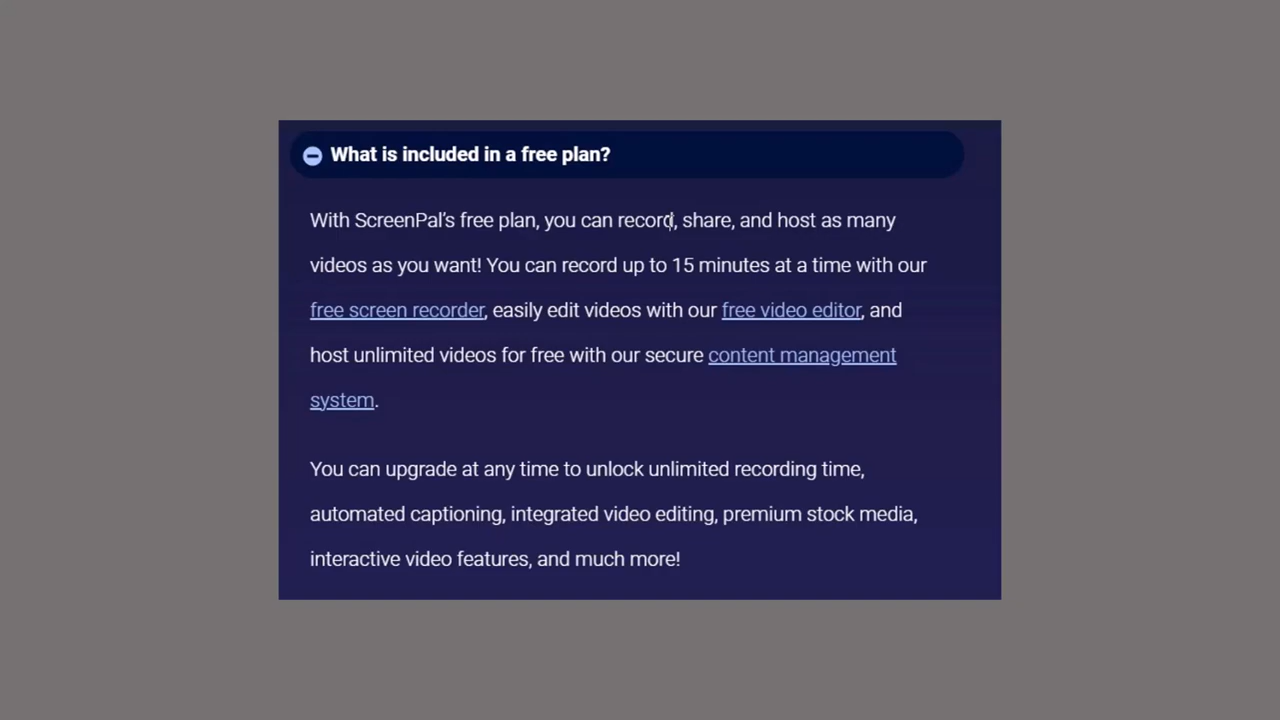 What is included in a free plan?
With ScreenPal's free plan, you can record, share, and host as many
videos as you want! You can record up to 15 minutes at a time with our
free screen recorder, easily edit videos with our free video editor, and
host unlimited videos for free with our secure content management
system.
You can upgrade at any time to unlock unlimited recording time,
automated captioning, integrated video editing, premium stock media,
interactive video features, and much more!